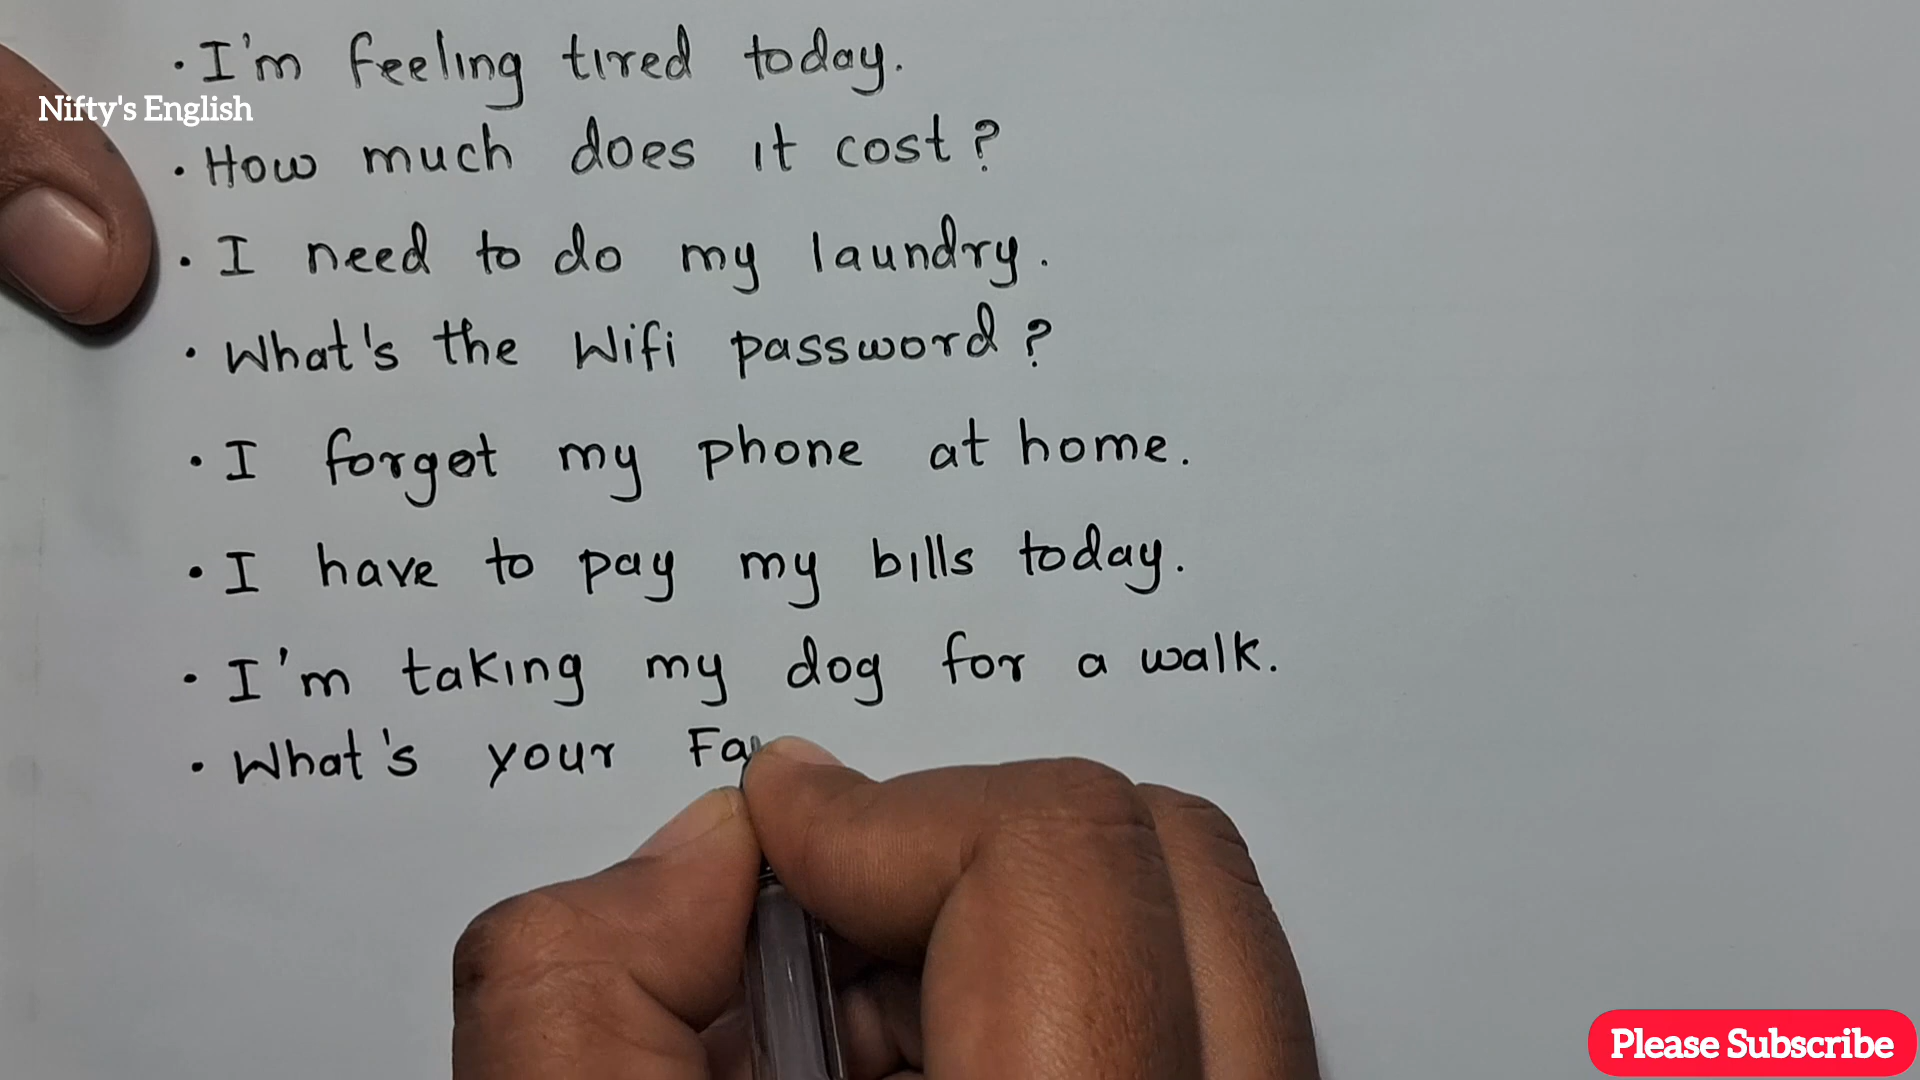 · I'm feeling tired today.
Nifty's English
· How much does it cost?
· I need to do my laundry.
· What's the Wifi password?
· I forgot my phone at home.
· I have to pay my bills today.
· I'm taking my dog for a walk.
· What's your
Please Subscribe